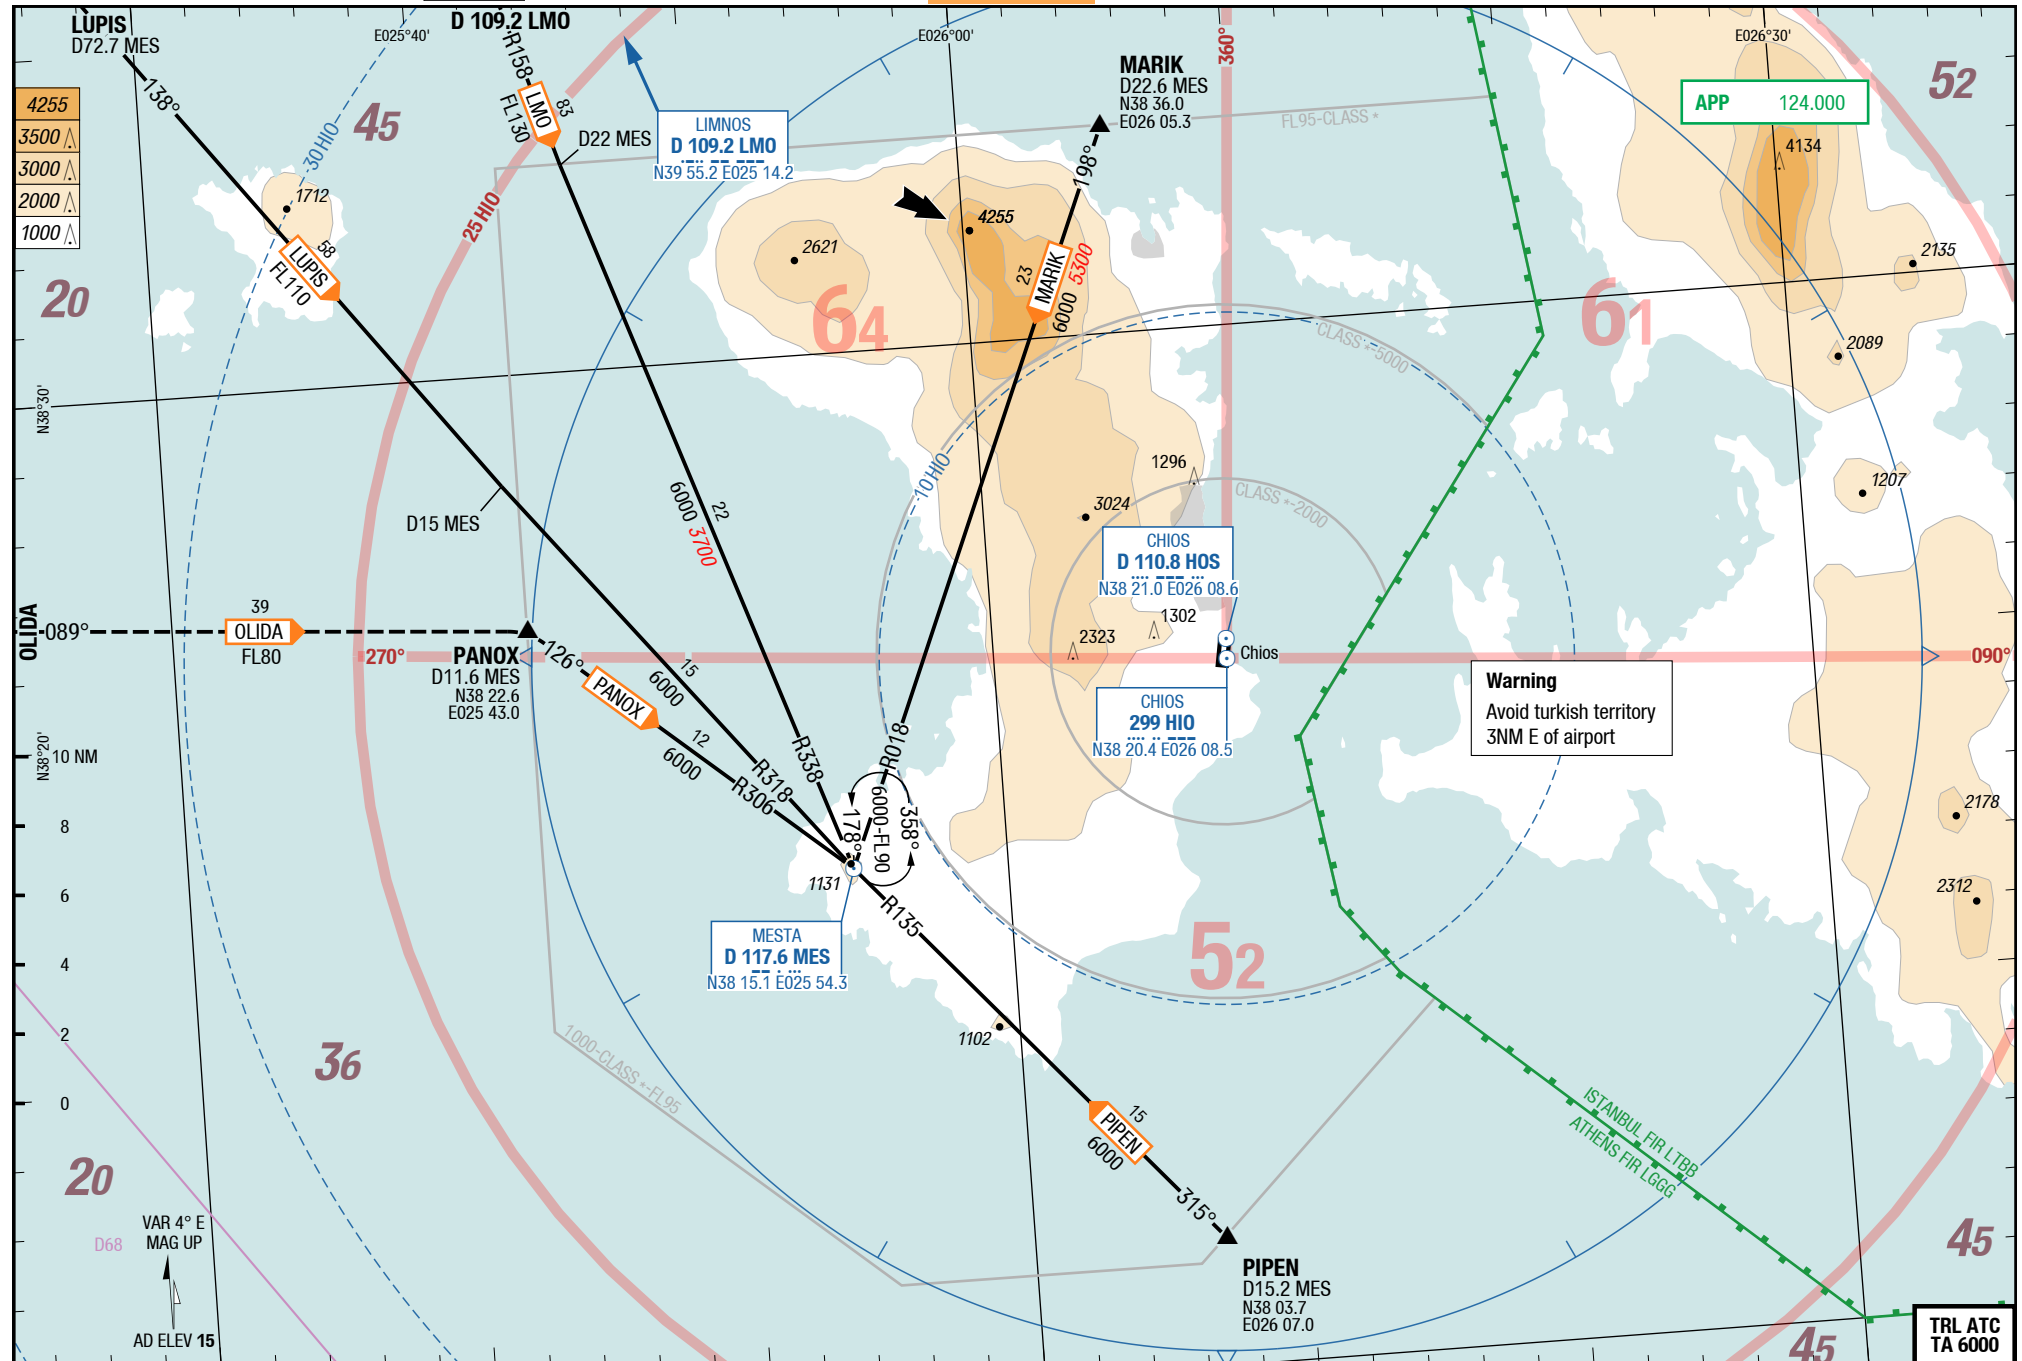 LUPIS
D72.7 MES
D 109.2 LMO
E025°40'
E026°00'
E026°30'
MARIK
D22.6 MES
N38 36.0
E026 05.3
360°
52
APP 124.000
4255
3500
3000
2000
1000
138°
R158
LMO
83
FL130
D22 MES
45
30 HIO
25 HIO
LIMNOS
D 109.2 LMO
N39 55.2 E025 14.2
FL95-CLASS *
198°
4134
1712
LUPIS
58
FL110
2621
4255
MARIK
23
6000
5300
2135
20
64
61
CLASS *-5000
2089
N38°30'
10 HIO
1296
CLASS *-2000
3024
1207
D15 MES
22
6000
3700
CHIOS
D 110.8 HOS
N38 21.0 E026 08.6
1302
2323
OLIDA
089°
39
OLIDA
FL80
270°
PANOX
D11.6 MES
N38 22.6
E025 43.0
126°
PANOX
12
6000
15
6000
Chios
090°
CHIOS
299 HIO
N38 20.4 E026 08.5
Warning
Avoid turkish territory
3NM E of airport
N38°20'
10 NM
8
6
4
2
0
R338
R018
R318
R306
178°
6000-FL90
358°
2178
1131
R135
2312
MESTA
D 117.6 MES
N38 15.1 E025 54.3
52
1102
36
1000-CLASS *-FL95
PIPEN
15
6000
315°
ISTANBUL FIR LTBB
ATHENS FIR LGGG
20
VAR 4° E
MAG UP
D68
AD ELEV 15
PIPEN
D15.2 MES
N38 03.7
E026 07.0
45
45
TRL ATC
TA 6000